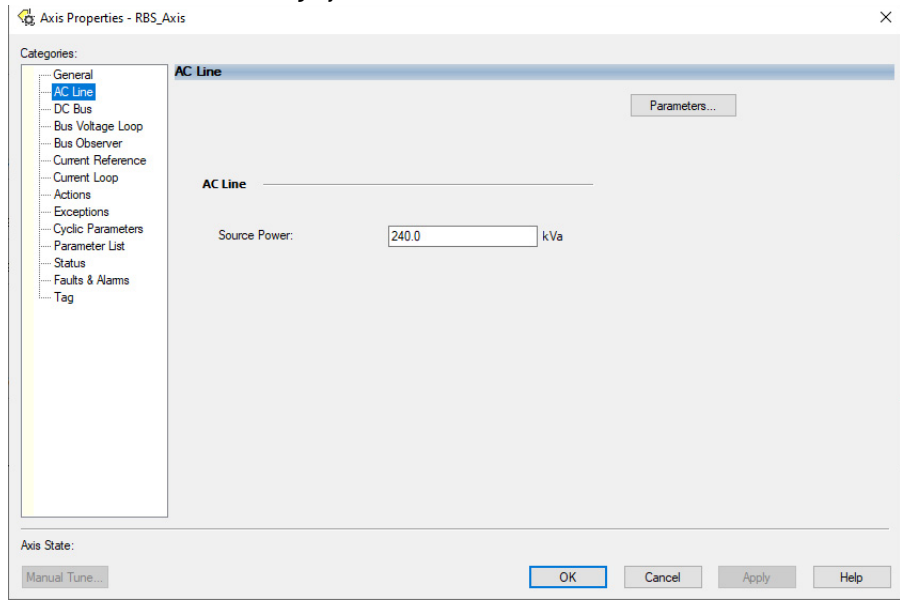 Axis Properties - RBS_Axis
Categories:
General
AC Line
DC Bus
Bus Voltage Loop
Bus Observer
Current Reference
Current Loop
Actions
Exceptions
Cyclic Parameters
Parameter List
Status
Faults & Alarms
Tag
AC Line
Parameters...
AC Line
Source Power: 240.0 kVa
Axis State:
Manual Tune... OK Cancel Apply Help